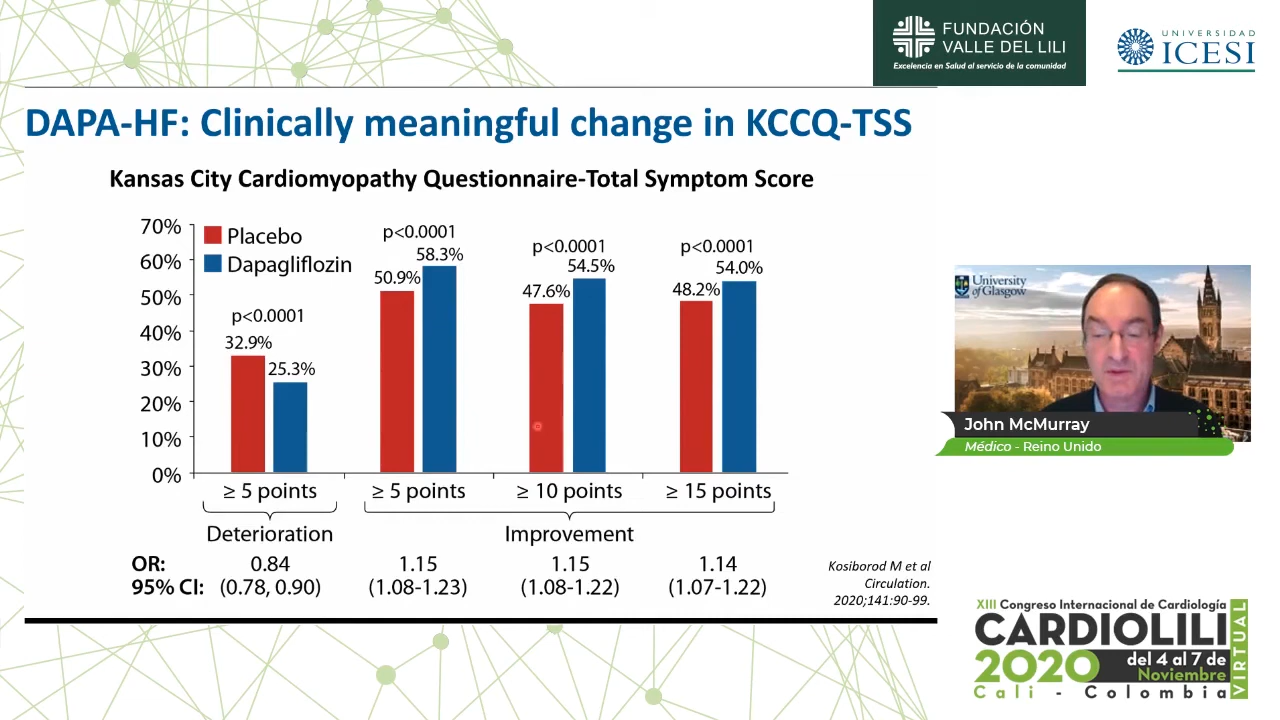 FUNDACIÓN
VALLE DEL LILI
Excelencia en Salud al servicio de la comunidad
UNIVERSIDAD
ICESI
DAPA-HF: Clinically meaningful change in KCCQ-TSS
Kansas City Cardiomyopathy Questionnaire-Total Symptom Score
70%
60%
50%
40%
30%
20%
10%
0%
Placebo
Dapagliflozin
p<0.0001
32.9%
25.3%
p<0.0001
50.9%
58.3%
p<0.0001
47.6%
54.5%
p<0.0001
48.2%
54.0%
≥ 5 points
≥ 5 points
≥ 10 points
≥ 15 points
Deterioration
Improvement
OR: 0.84 1.15 1.15 1.14
95% CI: (0.78, 0.90) (1.08-1.23) (1.08-1.22) (1.07-1.22)
Kosiborod M et al
Circulation.
2020;141:90-99.
University
of Glasgow
John McMurray
Médico - Reino Unido
XIII Congreso Internacional de Cardiología
CARDIOLILI
2020 del 4 al 7 de
Noviembre
Cali - Colombia
VIRTUAL